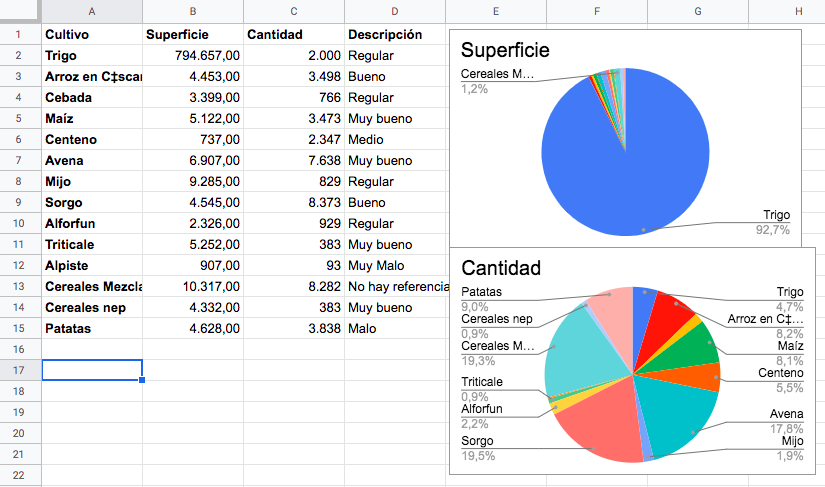 A B C D E F G H
1 Cultivo Superficie Cantidad Descripción
2 Trigo 794.657,00 2.000 Regular
3 Arroz en C‡scar 4.453,00 3.498 Bueno
4 Cebada 3.399,00 766 Regular
5 Maíz 5.122,00 3.473 Muy bueno
6 Centeno 737,00 2.347 Medio
7 Avena 6.907,00 7.638 Muy bueno
8 Mijo 9.285,00 829 Regular
9 Sorgo 4.545,00 8.373 Bueno
10 Alforfun 2.326,00 929 Regular
11 Triticale 5.252,00 383 Muy bueno
12 Alpiste 907,00 93 Muy Malo
13 Cereales Mezcla 10.317,00 8.282 No hay referencia
14 Cereales nep 4.332,00 383 Muy bueno
15 Patatas 4.628,00 3.838 Malo
16
17
18
19
20
21
22
Superficie
Cereales M...
1,2%
Trigo
92,7%
Cantidad
Patatas
9,0%
Cereales nep
0,9%
Cereales M...
19,3%
Triticale
0,9%
Alforfun
2,2%
Sorgo
19,5%
Trigo
4,7%
Arroz en C‡...
8,2%
Maíz
8,1%
Centeno
5,5%
Avena
17,8%
Mijo
1,9%